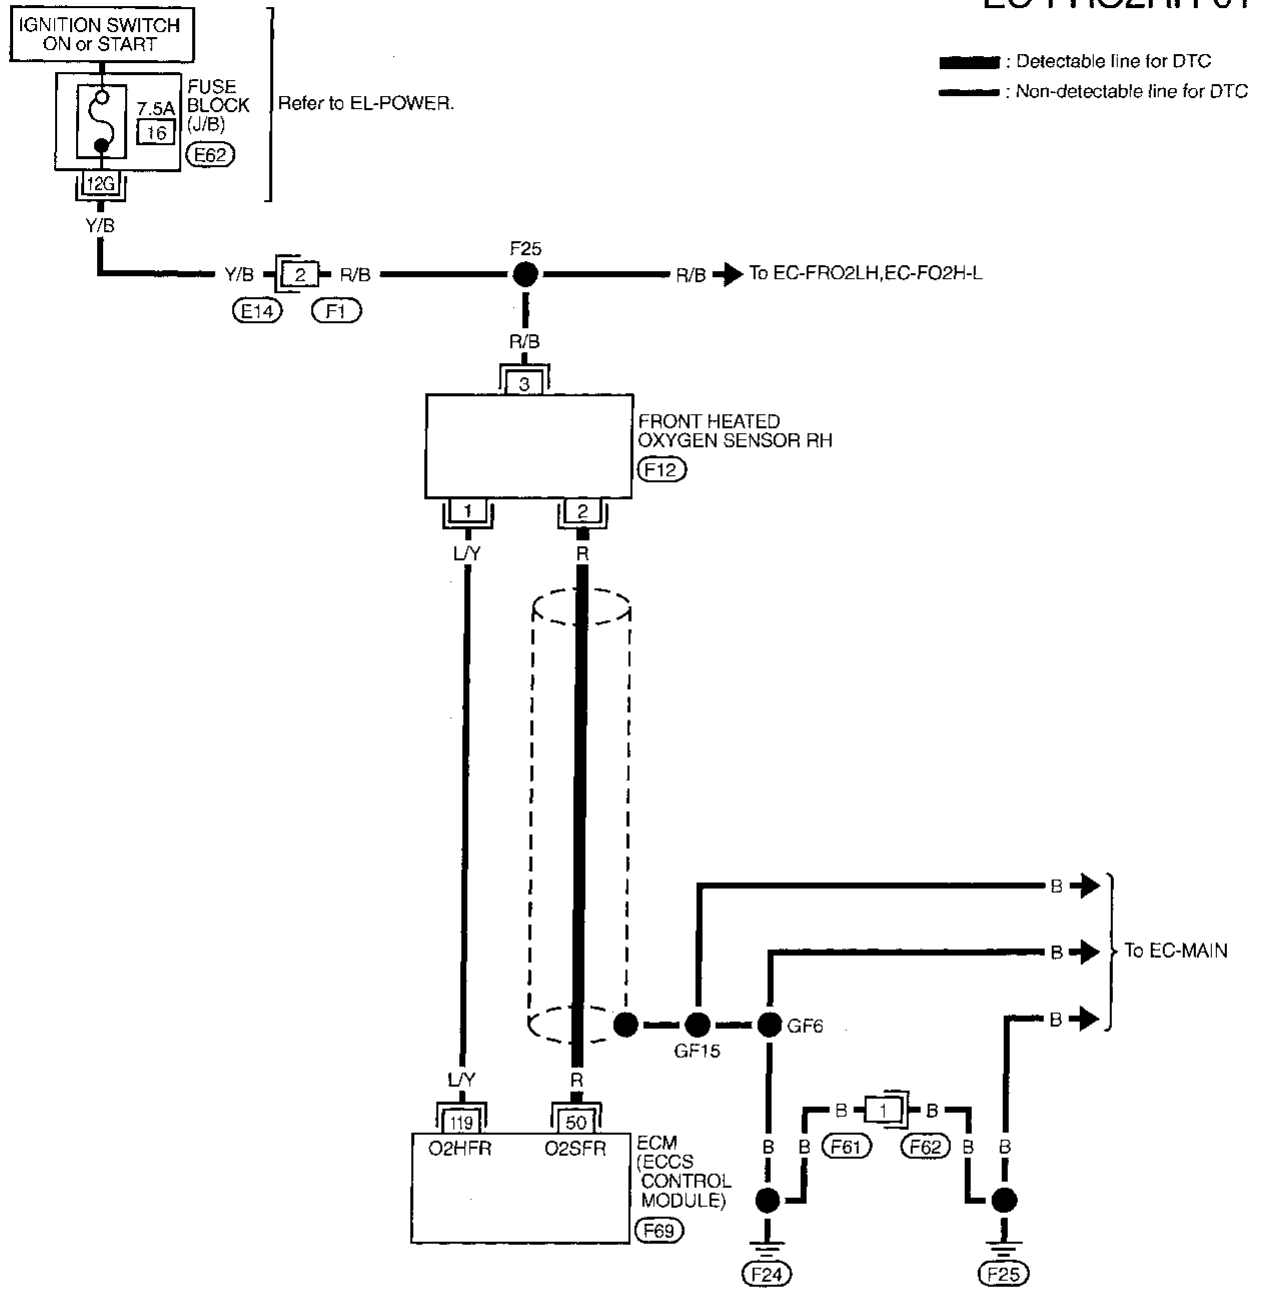 IGNITION SWITCH
ON or START
: Detectable line for DTC
: Non-detectable line for DTC
7.5A
16
FUSE
BLOCK
(J/B)
E62
Refer to EL-POWER.
12G
Y/B
Y/B
2
R/B
E14
F1
F25
R/B
To EC-FRO2LH,EC-FO2H-L
R/B
3
FRONT HEATED
OXYGEN SENSOR RH
F12
1
2
L/Y
R
B
B
To EC-MAIN
B
GF15
GF6
L/Y
R
119
50
O2HFR
O2SFR
ECM
(ECCS
CONTROL
MODULE)
F69
B
1
B
F61
F62
B
B
B
B
F24
F25